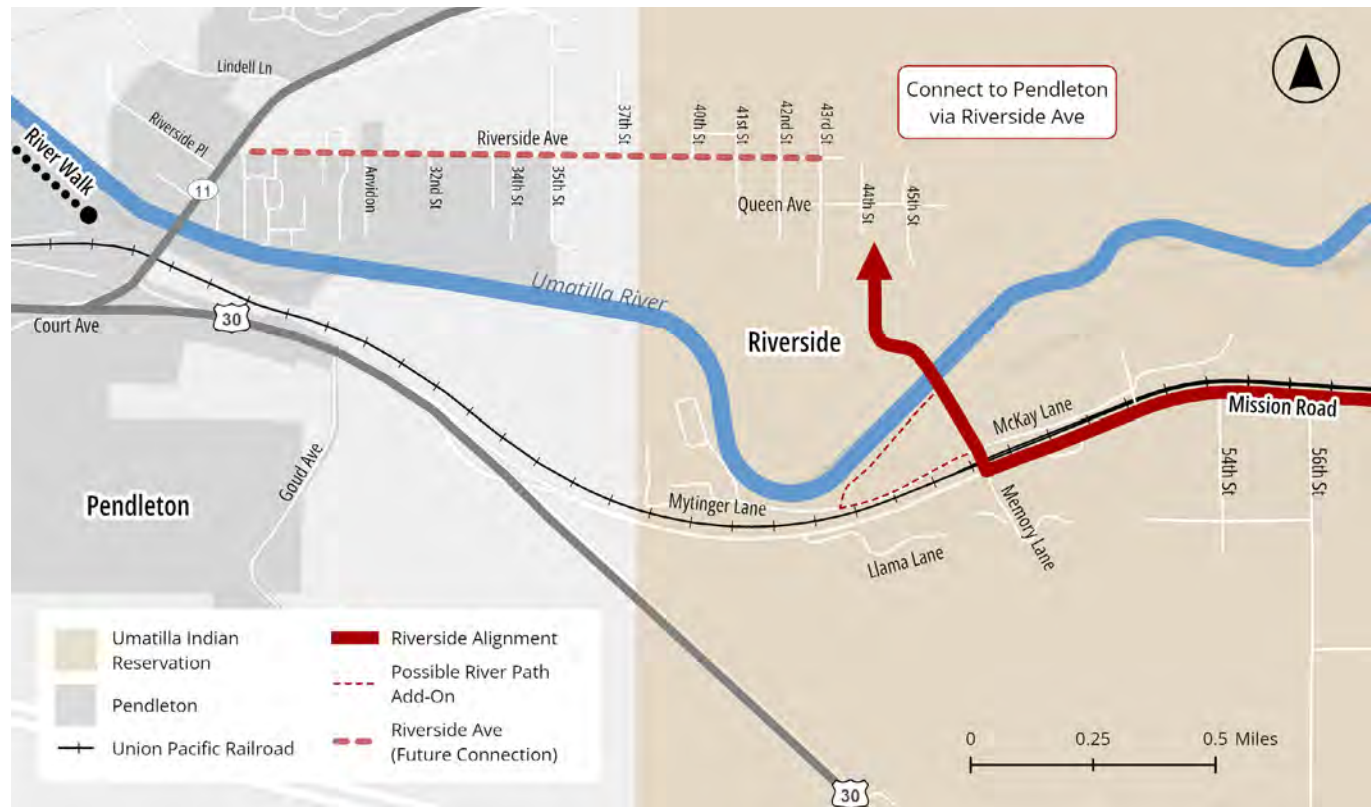 Lindell Ln
Connect to Pendleton
via Riverside Ave
Riverside Pl
37th St
40th St
41st St
42nd St
43rd St
Riverside Ave
River Walk
11
Anvidon
32nd St
34th St
35th St
Queen Ave
44th St
45th St
Umatilla River
30
Court Ave
Riverside
McKay Lane
Mission Road
Goud Ave
54th St
56th St
Pendleton
Mytinger Lane
Memory Lane
Llama Lane
Umatilla Indian
Reservation
Pendleton
Union Pacific Railroad
Riverside Alignment
Possible River Path
Add-On
Riverside Ave
(Future Connection)
0 0.25 0.5 Miles
30